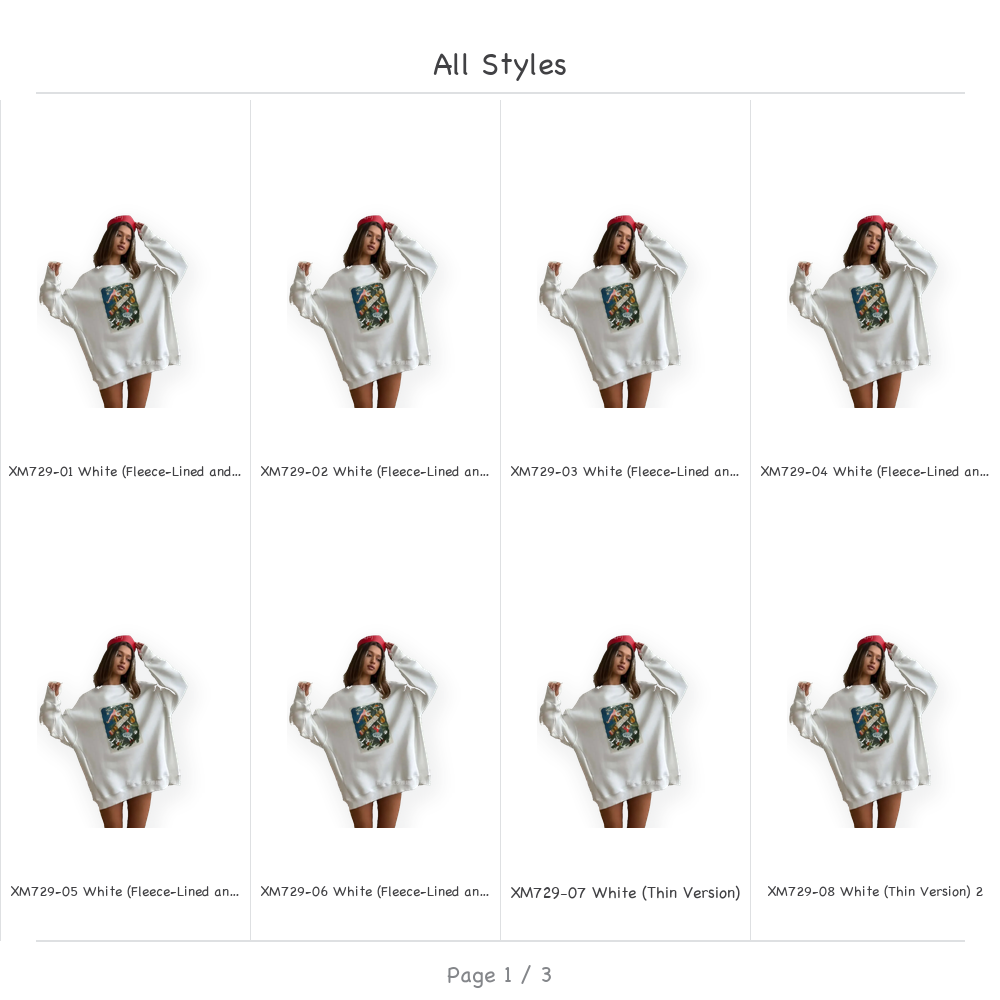 All Styles
XM729-01 White (Fleece-Lined and...
XM729-02 White (Fleece-Lined an...
XM729-03 White (Fleece-Lined an...
XM729-04 White (Fleece-Lined an...
XM729-05 White (Fleece-Lined an...
XM729-06 White (Fleece-Lined an...
XM729-07 White (Thin Version)
XM729-08 White (Thin Version) 2
Page 1 / 3